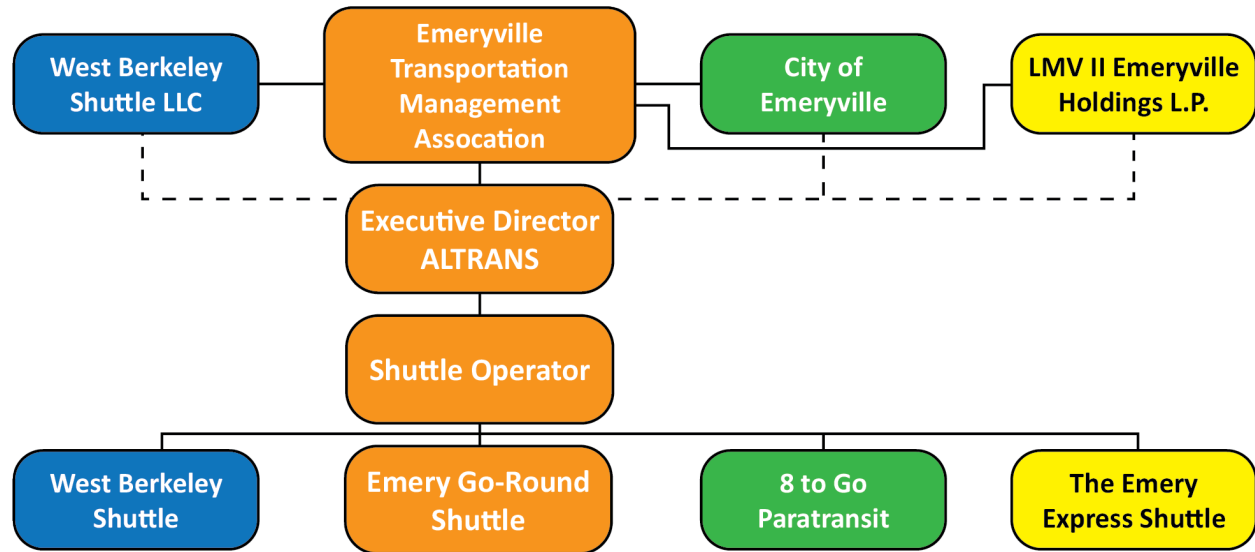 West Berkeley
Shuttle LLC
Emeryville
Transportation
Management
Assocation
City of
Emeryville
LMV II Emeryville
Holdings L.P.
Executive Director
ALTRANS
Shuttle Operator
West Berkeley
Shuttle
Emery Go-Round
Shuttle
8 to Go
Paratransit
The Emery
Express Shuttle